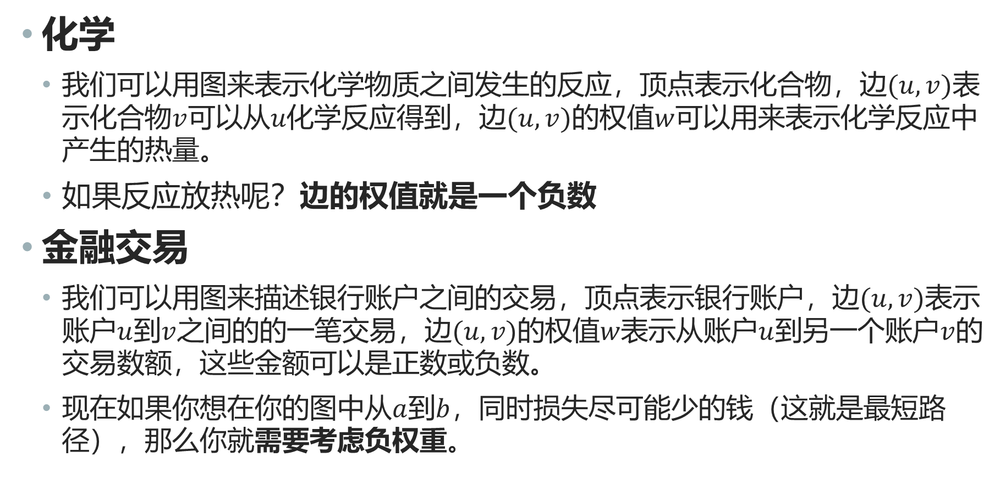 • 化学
• 我们可以用图来表示化学物质之间发生的反应，顶点表示化合物，边(u, v)表
示化合物v可以从u化学反应得到，边(u, v)的权值w可以用来表示化学反应中
产生的热量。
• 如果反应放热呢？边的权值就是一个负数
• 金融交易
• 我们可以用图来描述银行账户之间的交易，顶点表示银行账户，边(u, v)表示
账户u到v之间的的一笔交易，边(u, v)的权值w表示从账户u到另一个账户v的
交易数额，这些金额可以是正数或负数。
• 现在如果你想在你的图中从a到b，同时损失尽可能少的钱（这就是最短路
径），那么你就需要考虑负权重。